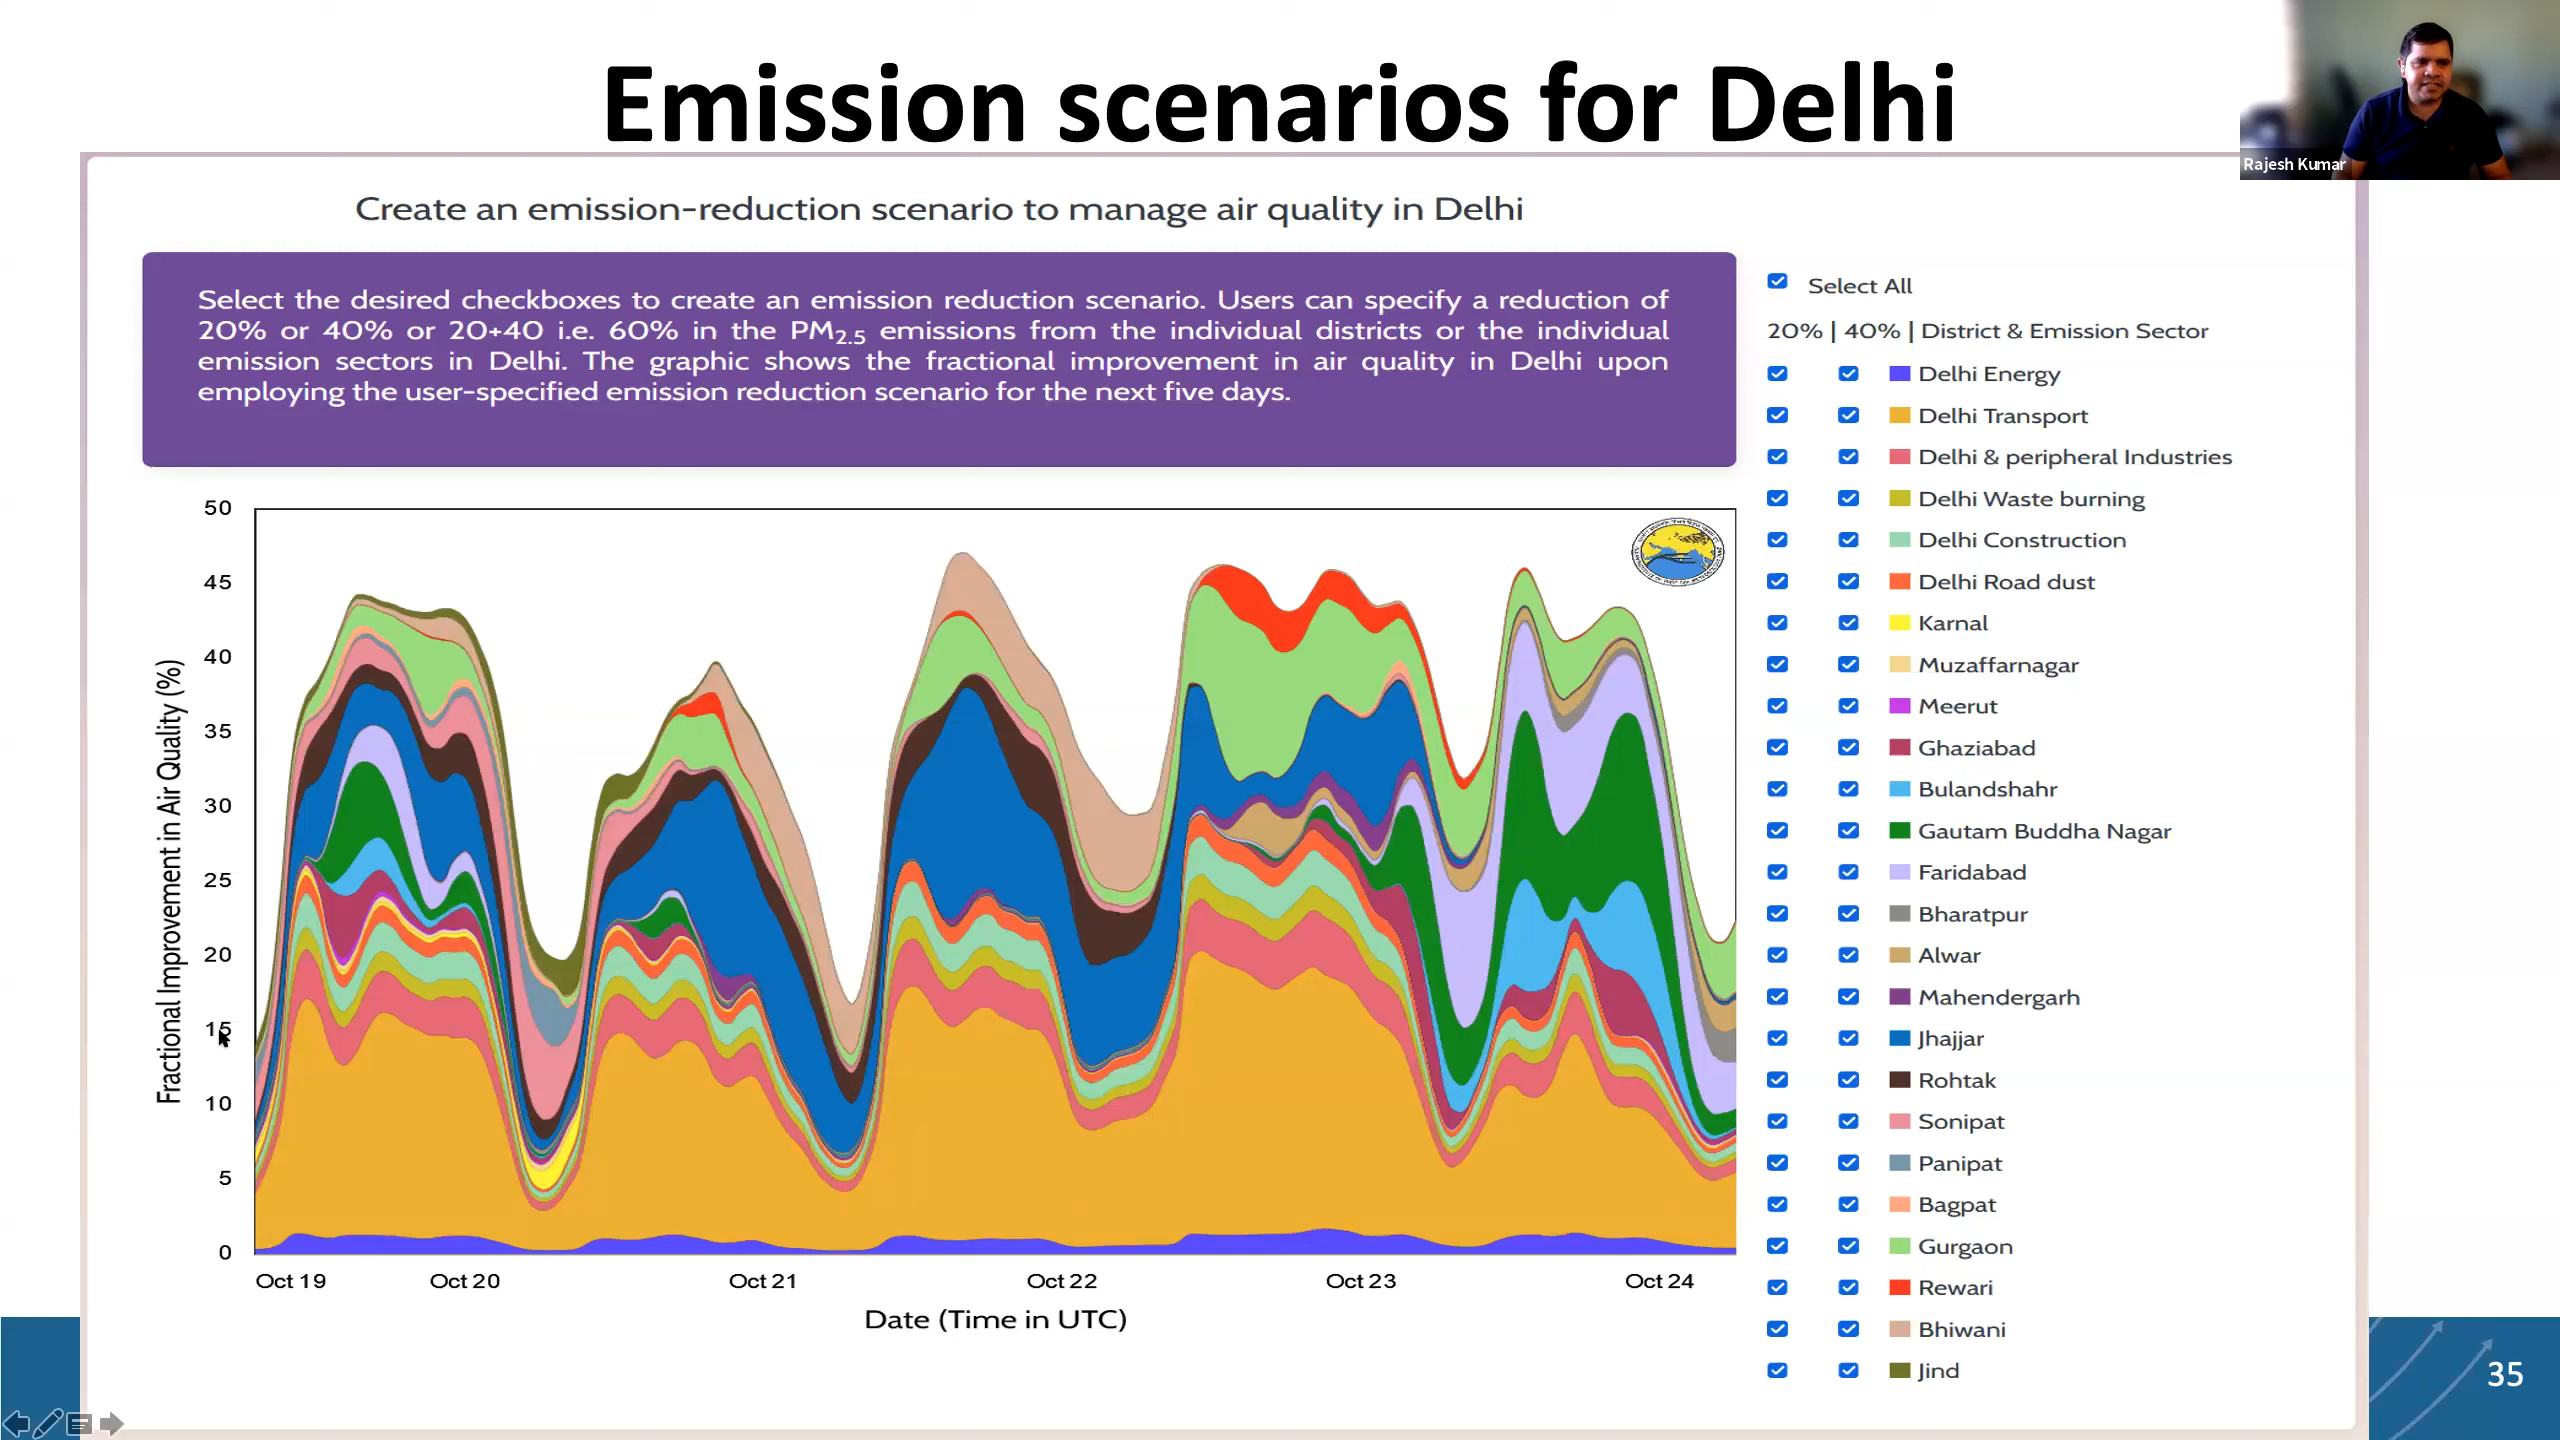 Emission scenarios for Delhi
Rajesh Kumar
Create an emission-reduction scenario to manage air quality in Delhi
Select the desired checkboxes to create an emission reduction scenario. Users can specify a reduction of
20% or 40% or 20+40 i.e. 60% in the PM2.5 emissions from the individual districts or the individual
emission sectors in Delhi. The graphic shows the fractional improvement in air quality in Delhi upon
employing the user-specified emission reduction scenario for the next five days.
Select All
20% | 40% | District & Emission Sector
Delhi Energy
Delhi Transport
Delhi & peripheral Industries
Delhi Waste burning
Delhi Construction
Delhi Road dust
Karnal
Muzaffarnagar
Meerut
Ghaziabad
Bulandshahr
Gautam Buddha Nagar
Faridabad
Bharatpur
Alwar
Mahendergarh
Jhajjar
Rohtak
Sonipat
Panipat
Bagpat
Gurgaon
Rewari
Bhiwani
Jind
Fractional Improvement in Air Quality (%)
50
45
40
35
30
25
20
15
10
5
0
Oct 19 Oct 20 Oct 21 Oct 22 Oct 23 Oct 24
Date (Time in UTC)
35